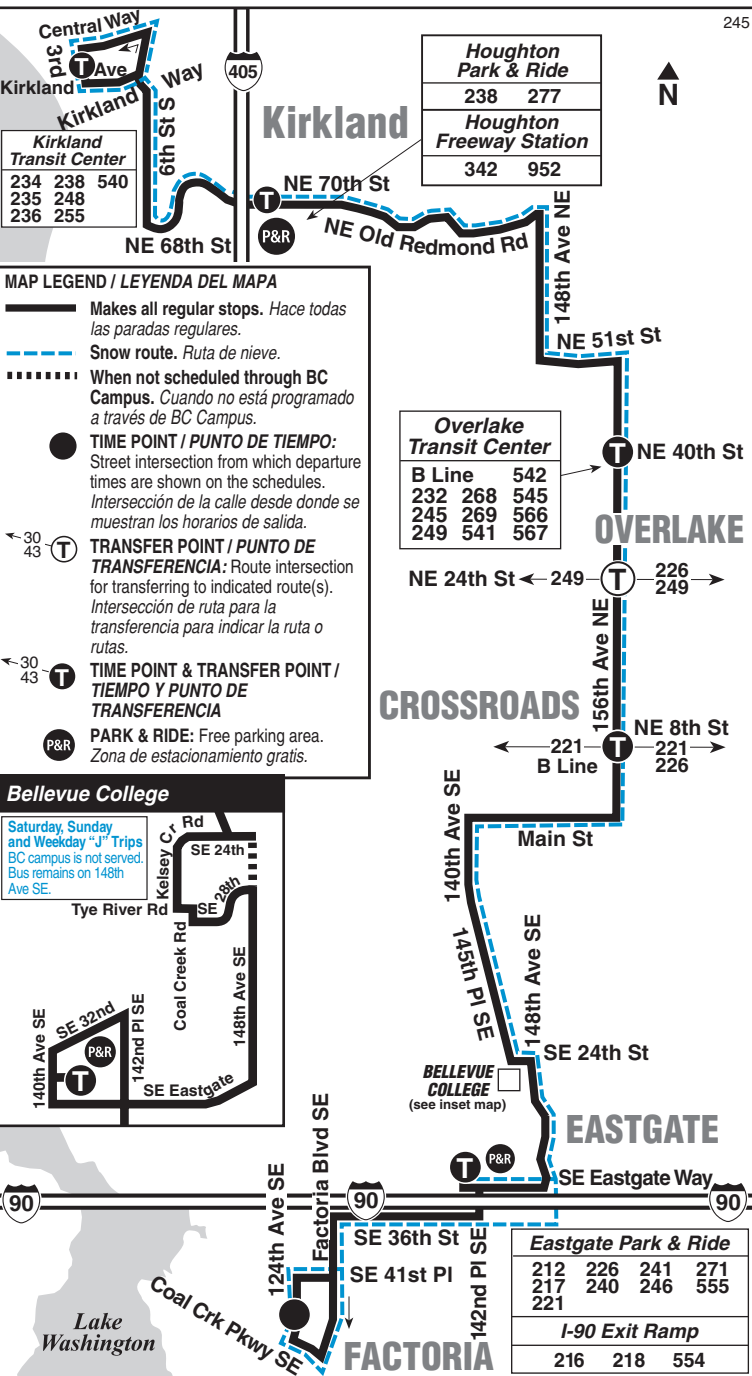 245
Central Way
3rd
T Ave
Kirkland
Kirkland Way
6th St S
405
Kirkland
Houghton
Park & Ride
238 277
Houghton
Freeway Station
342 952
N
Kirkland
Transit Center
234 238 540
235 248
236 255
T
NE 70th St
P&R
NE 68th St
NE Old Redmond Rd
148th Ave NE
NE 51st St
MAP LEGEND / LEYENDA DEL MAPA
Makes all regular stops. Hace todas
las paradas regulares.
Snow route. Ruta de nieve.
When not scheduled through BC
Campus. Cuando no está programado
a través de BC Campus.
TIME POINT / PUNTO DE TIEMPO:
Street intersection from which departure
times are shown on the schedules.
Intersección de la calle desde donde se
muestran los horarios de salida.
30
43
T
TRANSFER POINT / PUNTO DE
TRANSFERENCIA: Route intersection
for transferring to indicated route(s).
Intersección de ruta para la
transferencia para indicar la ruta o
rutas.
30
43
T
TIME POINT & TRANSFER POINT /
TIEMPO Y PUNTO DE
TRANSFERENCIA
P&R
PARK & RIDE: Free parking area.
Zona de estacionamiento gratis.
Overlake
Transit Center
B Line 542
232 268 545
245 269 566
249 541 567
T NE 40th St
OVERLAKE
NE 24th St 249 T 226
249
156th Ave NE
CROSSROADS
NE 8th St
221 T 221
B Line 226
140th Ave SE
Main St
145th Pl SE
148th Ave SE
SE 24th St
BELLEVUE
COLLEGE
(see inset map)
EASTGATE
T P&R
SE Eastgate Way
Bellevue College
Saturday, Sunday
and Weekday “J” Trips
BC campus is not served.
Bus remains on 148th
Ave SE.
Kelsey Cr Rd
SE 24th
SE 28th
Tye River Rd
Coal Creek Rd
148th Ave SE
SE 32nd
140th Ave SE
P&R
T
142nd Pl SE
SE Eastgate
90
90
90
124th Ave SE
Factoria Blvd SE
SE 36th St
142nd Pl SE
SE 41st Pl
Coal Crk Pkwy SE
FACTORIA
Lake
Washington
Eastgate Park & Ride
212 226 241 271
217 240 246 555
221
I-90 Exit Ramp
216 218 554